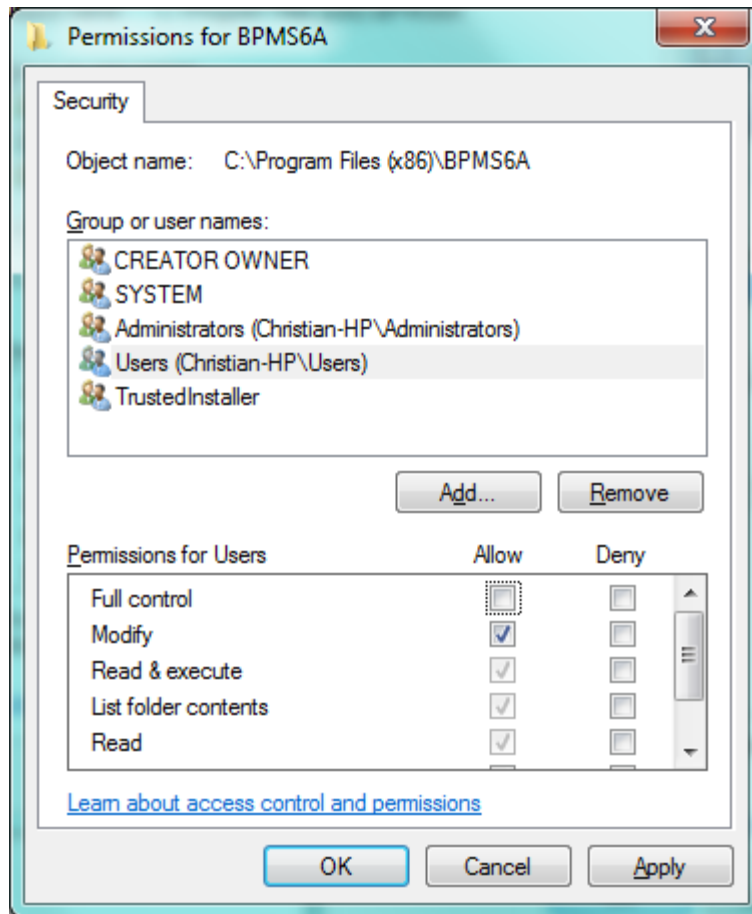 Permissions for BPMS6A
Security
Object name: C:\Program Files (x86)\BPMS6A
Group or user names:
CREATOR OWNER
SYSTEM
Administrators (Christian-HP\Administrators)
Users (Christian-HP\Users)
TrustedInstaller
Add... Remove
Permissions for Users Allow Deny
Full control
Modify
Read & execute
List folder contents
Read
Learn about access control and permissions
OK Cancel Apply